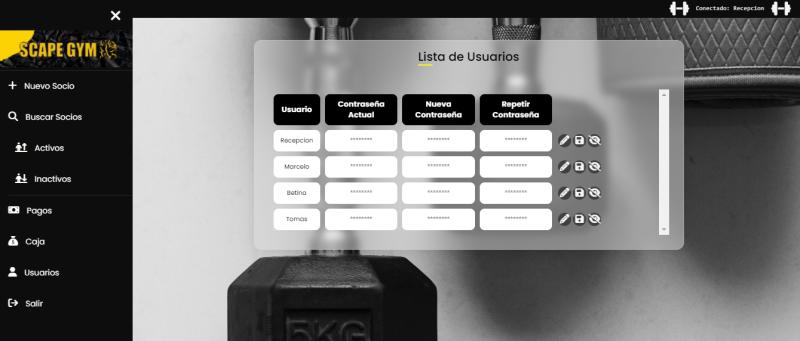 Conectado: Recepcion
SCAPE GYM
Nuevo Socio
Buscar Socios
Activos
Inactivos
Pagos
Caja
Usuarios
Salir
Lista de Usuarios
Usuario Contraseña Actual Nueva Contraseña Repetir Contraseña
Recepcion ******** ******** ********
Marcelo ******** ******** ********
Betina ******** ******** ********
Tomas ******** ******** ********
5KG